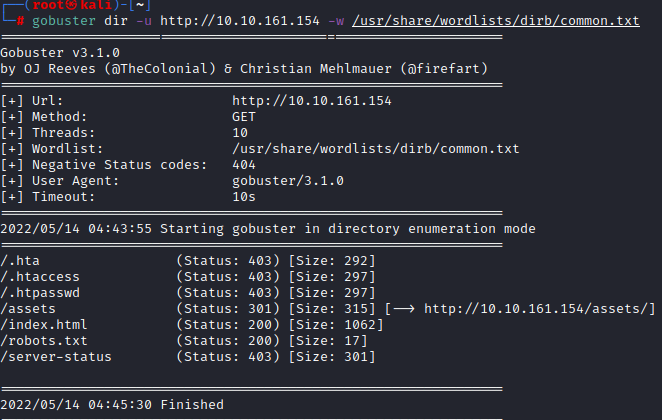 ┌──(root㉿kali)-[~]
└─# gobuster dir -u http://10.10.161.154 -w /usr/share/wordlists/dirb/common.txt
===============================================================
Gobuster v3.1.0
by OJ Reeves (@TheColonial) & Christian Mehlmauer (@firefart)
===============================================================
[+] Url:                     http://10.10.161.154
[+] Method:                  GET
[+] Threads:                 10
[+] Wordlist:                /usr/share/wordlists/dirb/common.txt
[+] Negative Status codes:   404
[+] User Agent:              gobuster/3.1.0
[+] Timeout:                 10s
===============================================================
2022/05/14 04:43:55 Starting gobuster in directory enumeration mode
===============================================================
/.hta                 (Status: 403) [Size: 292]
/.htaccess            (Status: 403) [Size: 297]
/.htpasswd            (Status: 403) [Size: 297]
/assets               (Status: 301) [Size: 315] [--> http://10.10.161.154/assets/]
/index.html           (Status: 200) [Size: 1062]
/robots.txt           (Status: 200) [Size: 17]
/server-status        (Status: 403) [Size: 301]
===============================================================
2022/05/14 04:45:30 Finished
===============================================================